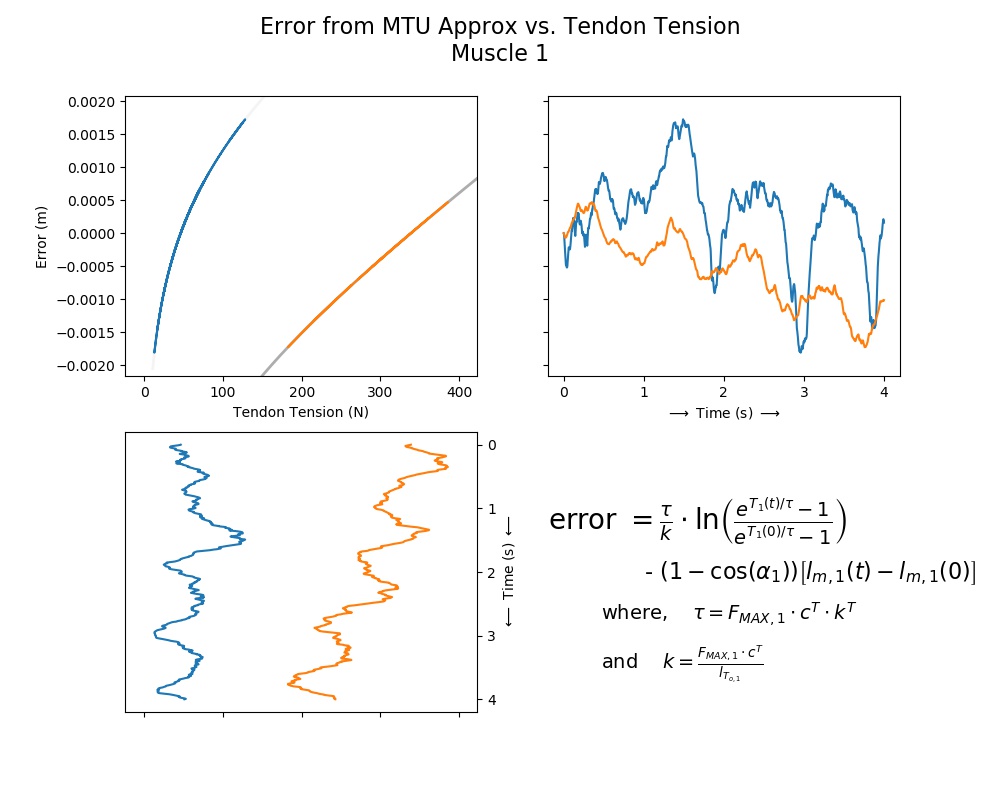 Error from MTU Approx vs. Tendon Tension
Muscle 1
0.0020
0.0015
0.0010
0.0005
0.0000
−0.0005
−0.0010
−0.0015
−0.0020
Error (m)
0 100 200 300 400
Tendon Tension (N)
0 1 2 3 4
⟶ Time (s) ⟶
0
1
2
3
4
⟵ Time (s) ⟵
error = τ/k · ln((e^{T_1(t)/τ} − 1)/(e^{T_1(0)/τ} − 1))
- (1 − cos(α_1))[l_{m,1}(t) − l_{m,1}(0)]
where, τ = F_{MAX,1} · c^T · k^T
and k = (F_{MAX,1} · c^T)/l_{T_{o,1}}